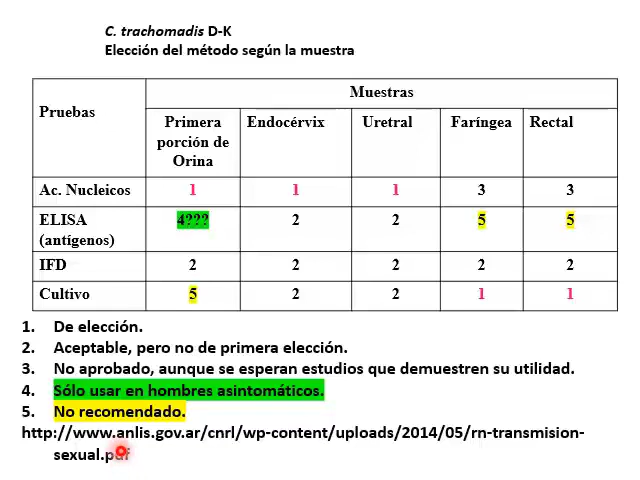 C. trachomadis D-K
Elección del método según la muestra
Pruebas
Muestras
Primera porción de Orina Endocérvix Uretral Faríngea Rectal
Ac. Nucleicos 1 1 1 3 3
ELISA (antígenos) 4??? 2 2 5 5
IFD 2 2 2 2 2
Cultivo 5 2 2 1 1
1. De elección.
2. Aceptable, pero no de primera elección.
3. No aprobado, aunque se esperan estudios que demuestren su utilidad.
4. Sólo usar en hombres asintomáticos.
5. No recomendado.
http://www.anlis.gov.ar/cnrl/wp-content/uploads/2014/05/rn-transmision-
sexual.pdf